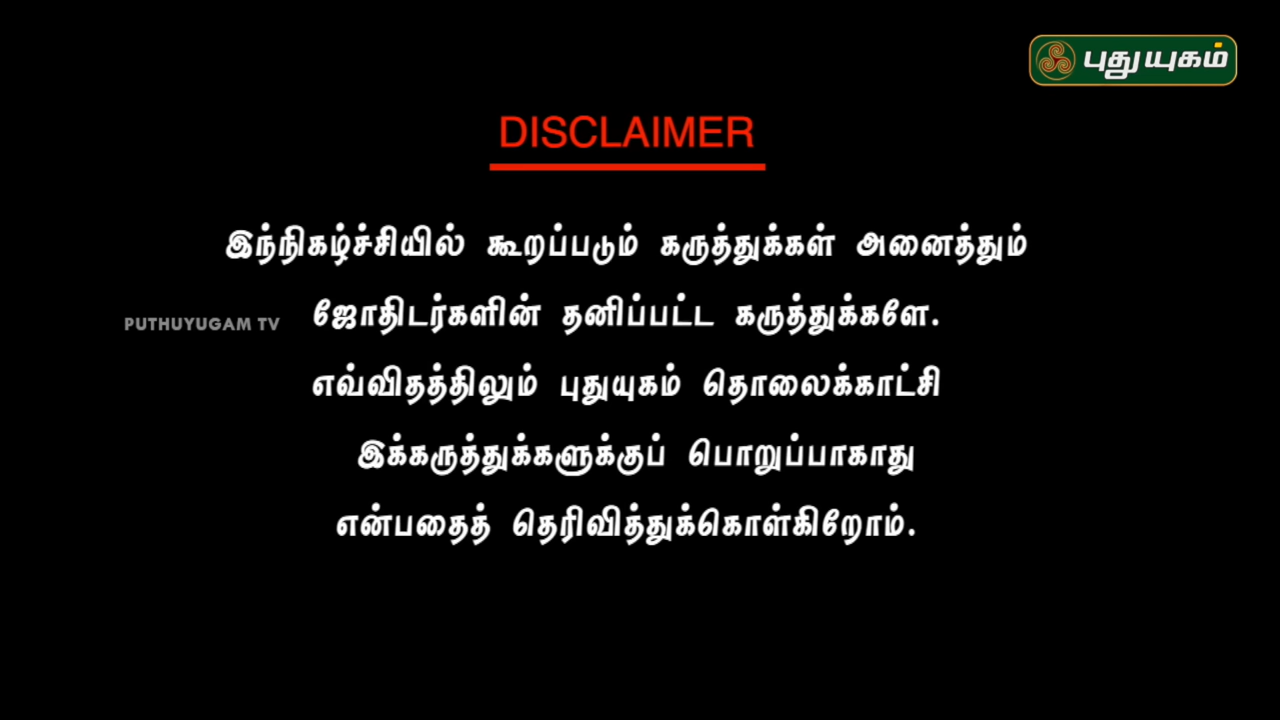 புதுயுகம்
DISCLAIMER
இந்நிகழ்ச்சியில் கூறப்படும் கருத்துக்கள் அனைத்தும்
PUTHUYUGAM TV
ஜோதிடர்களின் தனிப்பட்ட கருத்துக்களே.
எவ்விதத்திலும் புதுயுகம் தொலைக்காட்சி
இக்கருத்துக்களுக்குப் பொறுப்பாகாது
என்பதைத் தெரிவித்துக்கொள்கிறோம்.